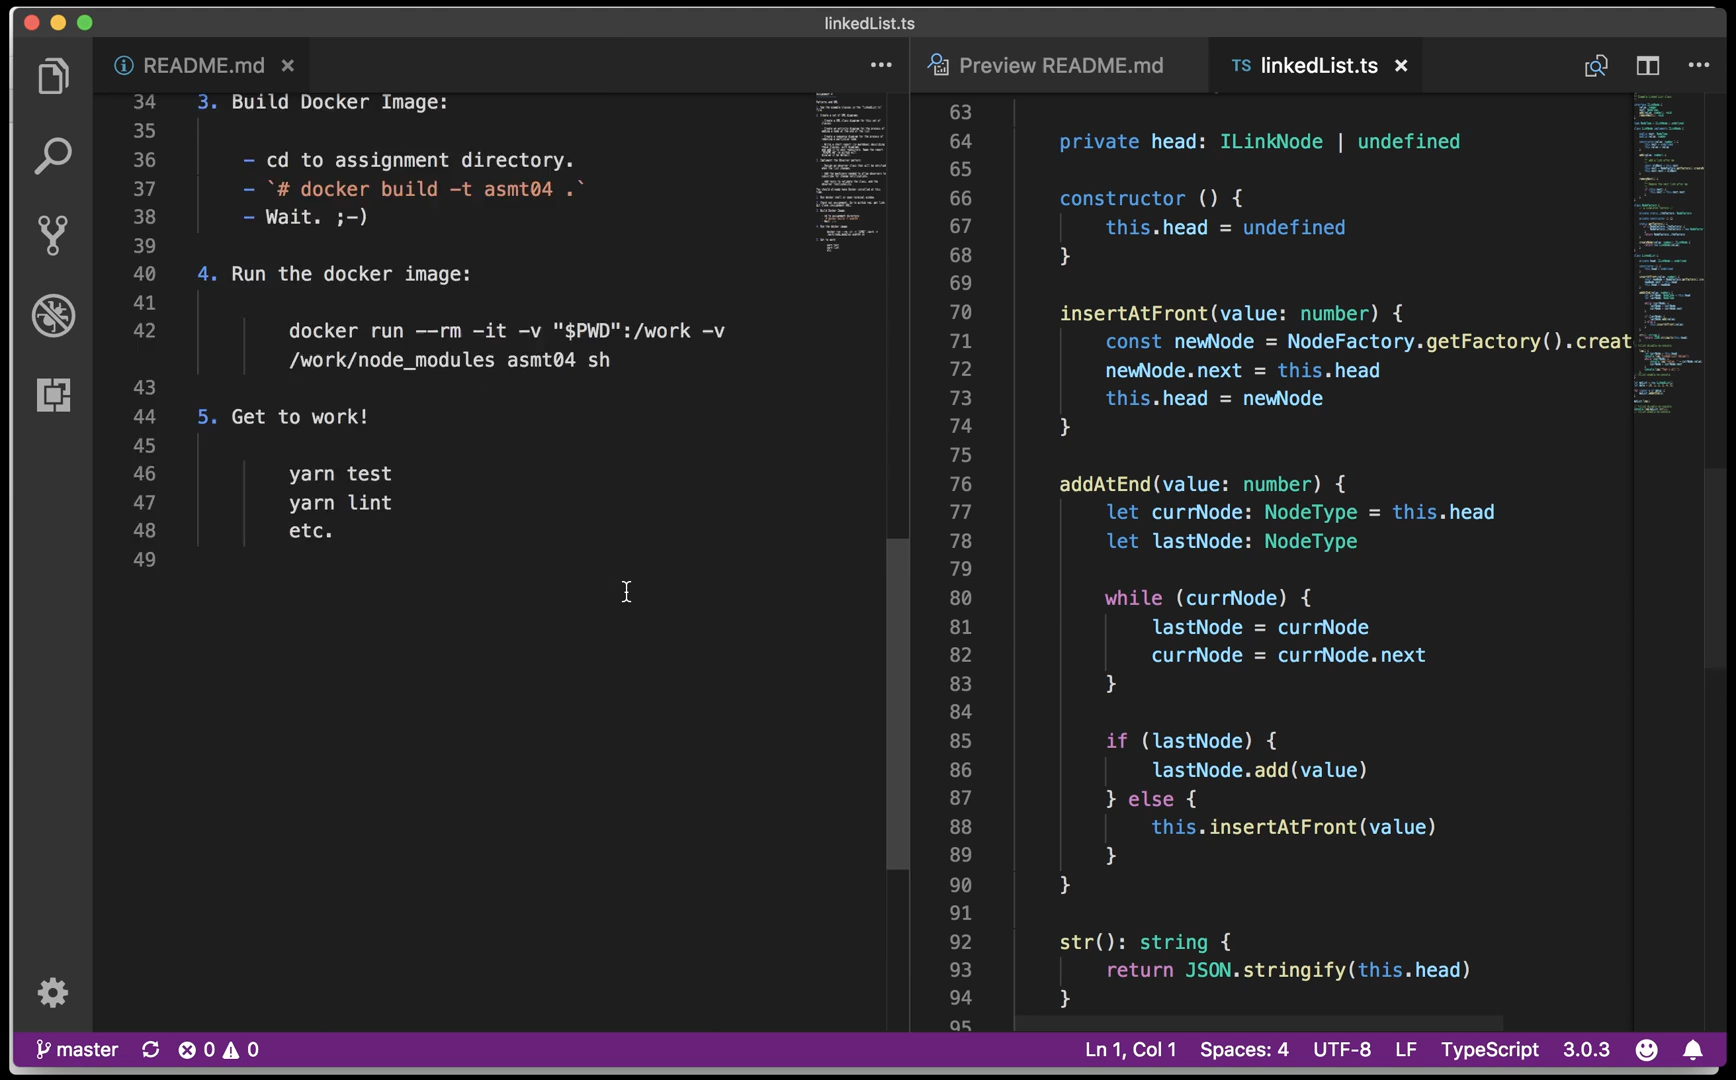 linkedList.ts
README.md
Preview README.md
TS linkedList.ts
34 3. Build Docker Image:
35
36 - cd to assignment directory.
37 - `# docker build -t asmt04 .`
38 - Wait. ;-)
39
40 4. Run the docker image:
41
42 docker run --rm -it -v "$PWD":/work -v
/work/node_modules asmt04 sh
43
44 5. Get to work!
45
46 yarn test
47 yarn lint
48 etc.
49
63
64 private head: ILinkNode | undefined
65
66 constructor () {
67 this.head = undefined
68 }
69
70 insertAtFront(value: number) {
71 const newNode = NodeFactory.getFactory().creat
72 newNode.next = this.head
73 this.head = newNode
74 }
75
76 addAtEnd(value: number) {
77 let currNode: NodeType = this.head
78 let lastNode: NodeType
79
80 while (currNode) {
81 lastNode = currNode
82 currNode = currNode.next
83 }
84
85 if (lastNode) {
86 lastNode.add(value)
87 } else {
88 this.insertAtFront(value)
89 }
90 }
91
92 str(): string {
93 return JSON.stringify(this.head)
94 }
95
master 0 0 Ln 1, Col 1 Spaces: 4 UTF-8 LF TypeScript 3.0.3